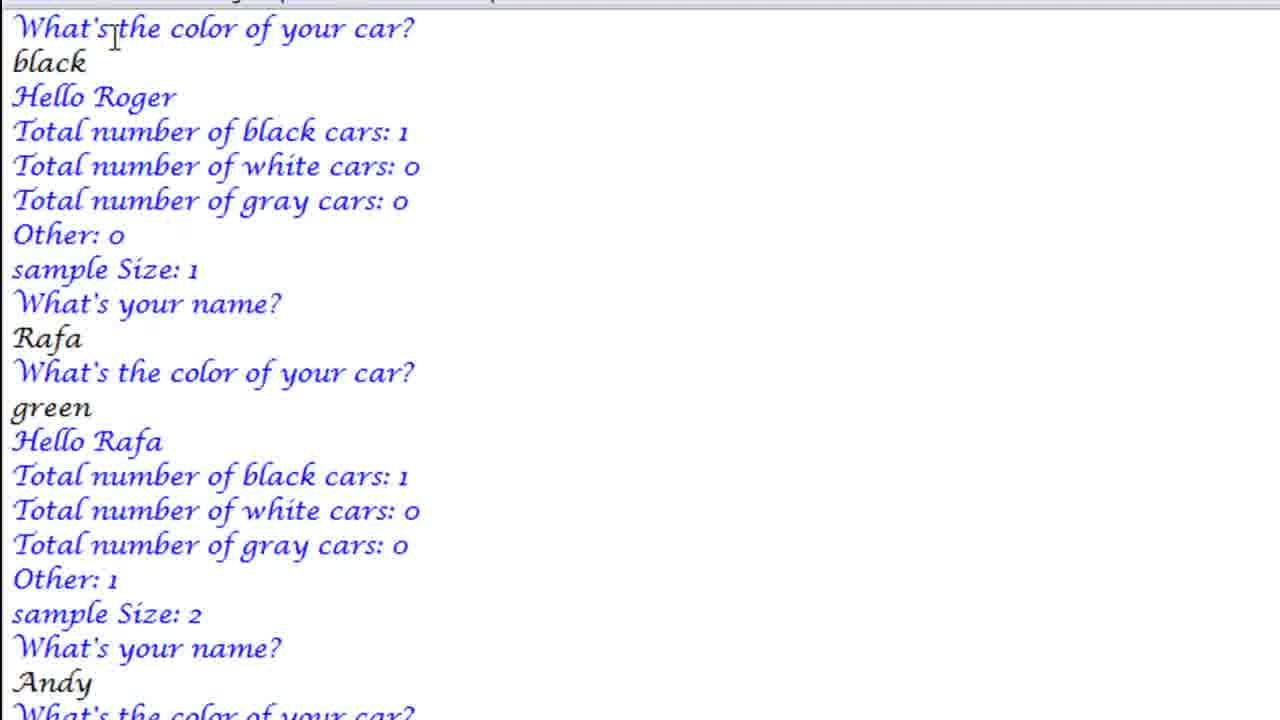 What's the color of your car?
black
Hello Roger
Total number of black cars: 1
Total number of white cars: 0
Total number of gray cars: 0
Other: 0
sample Size: 1
What's your name?
Rafa
What's the color of your car?
green
Hello Rafa
Total number of black cars: 1
Total number of white cars: 0
Total number of gray cars: 0
Other: 1
sample Size: 2
What's your name?
Andy
What's the color of your car?